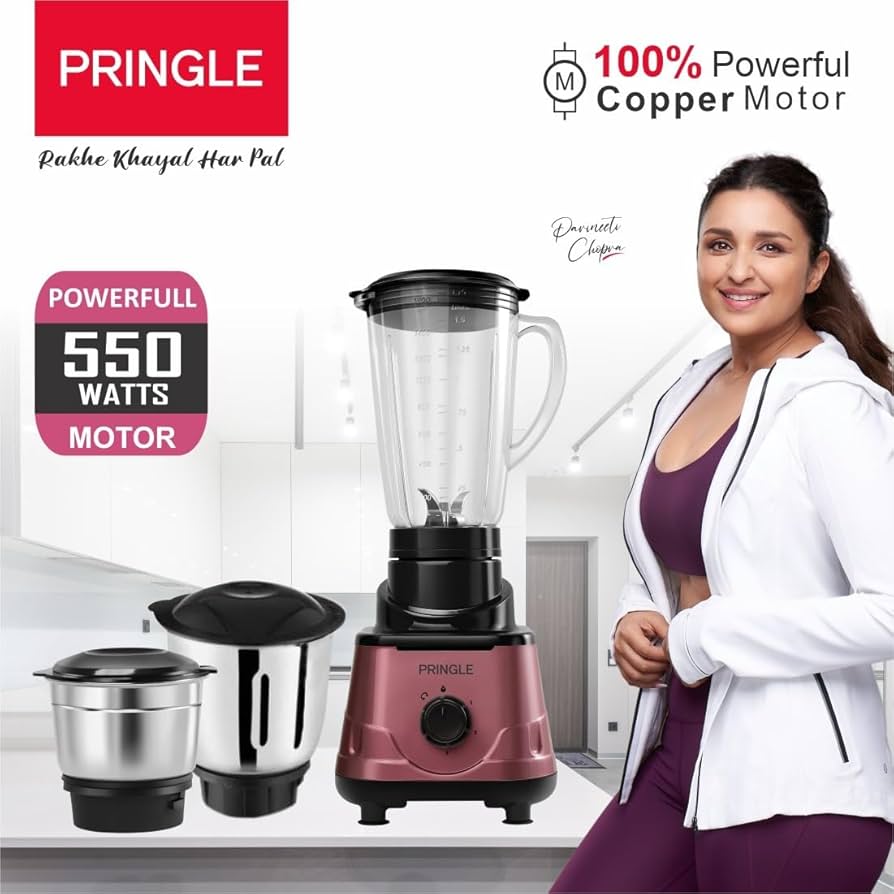 PRINGLE
Rakhe Khayal Har Pal
M
100% Powerful
Copper Motor
Parineeti
Chopra
POWERFULL
550
WATTS
MOTOR
PRINGLE